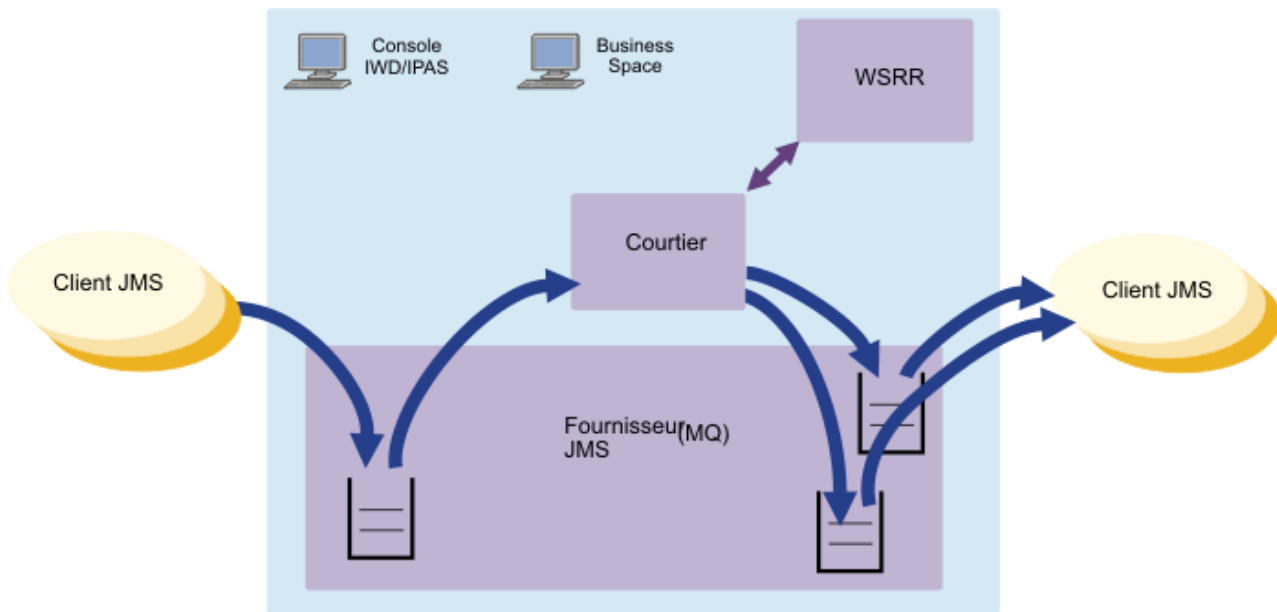 Console
IWD/IPAS
Business
Space
WSRR
Courtier
Client JMS
Client JMS
Fournisseur (MQ)
JMS